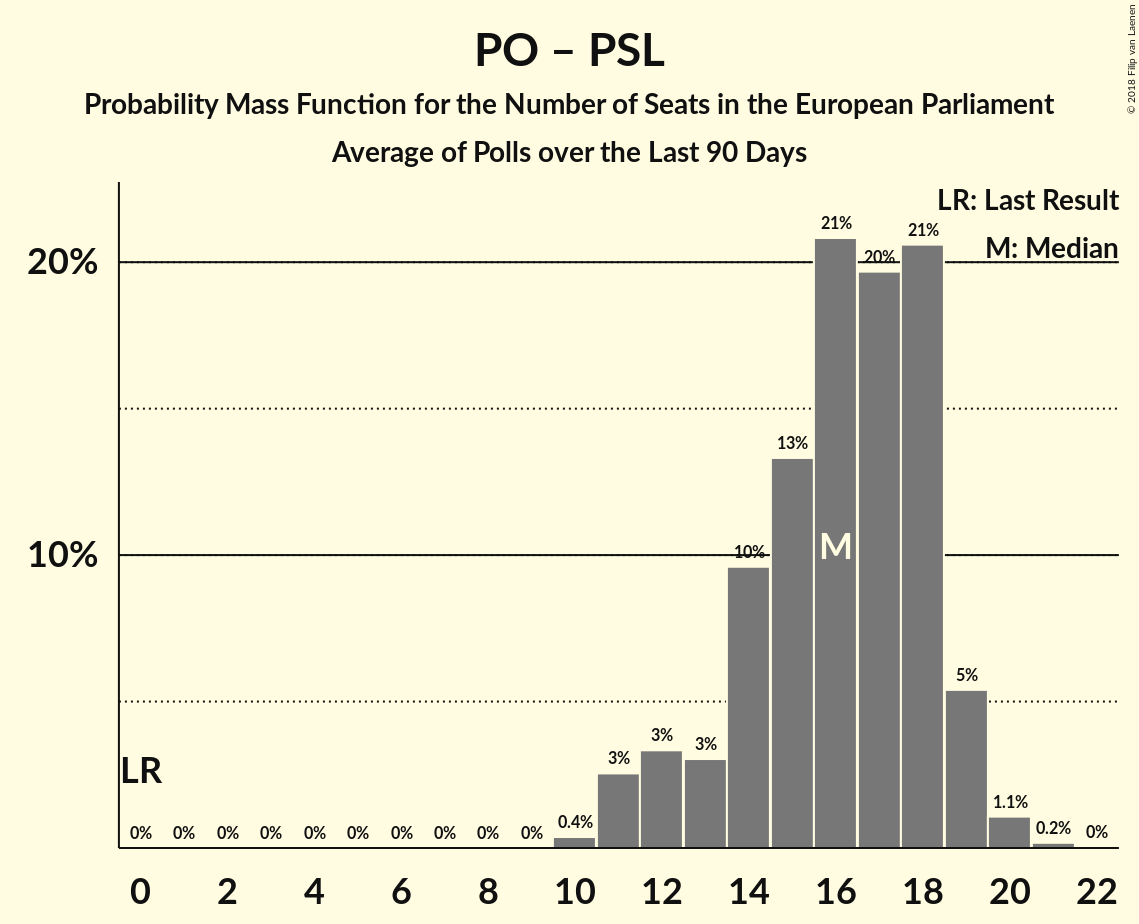 © 2018 Filip van Laenen
PO – PSL
Probability Mass Function for the Number of Seats in the European Parliament
Average of Polls over the Last 90 Days
LR: Last Result
M: Median
20%
10%
21%
20%
21%
13%
10%
M
5%
3%
3%
3%
LR
1.1%
0.4%
0.2%
0% 0% 0% 0% 0% 0% 0% 0% 0% 0% 0%
0 2 4 6 8 10 12 14 16 18 20 22